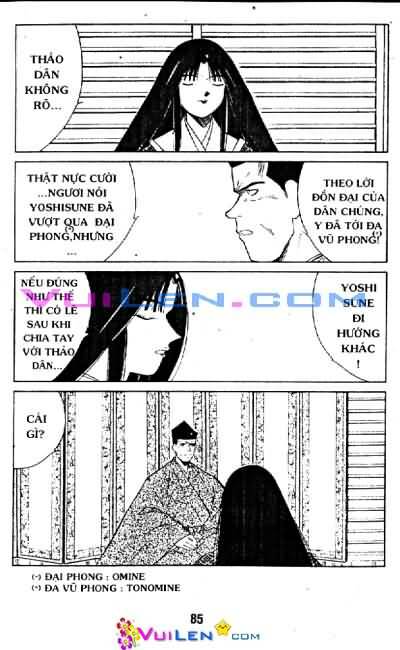 THẢO
DÂN
KHÔNG
RÕ...
THEO LỜI
ĐỒN ĐẠI CỦA
DÂN CHÚNG,
Y ĐÃ TỚI ĐA
VŨ PHONG!
(*)
THẬT NỰC CƯỜI
...NGƯƠI NÓI
YOSHISUNE ĐÃ
VƯỢT QUA ĐẠI
PHONG,NHƯNG
...
YOSHI
SUNE
ĐI
HƯỚNG
KHÁC
!
NẾU ĐÚNG
NHƯ THẾ
THÌ CÓ LẼ
SAU KHI
CHIA TAY
VỚI THẢO
DÂN...
VUILEN.COM
CÁI
GÌ?
(-) ĐẠI PHONG : OMINE
(*) ĐA VŨ PHONG : TONOMINE
85
VUILEN.COM